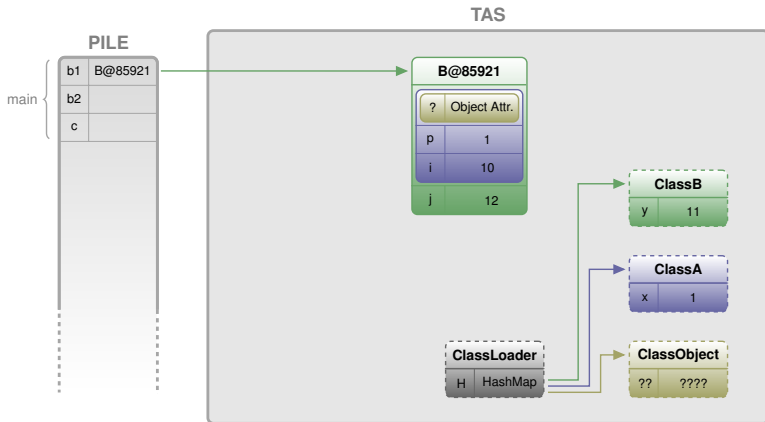 TAS
PILE
main
b1 B@85921
b2
c
B@85921
? Object Attr.
p 1
i 10
j 12
ClassB
y 11
ClassA
x 1
ClassLoader
H HashMap
ClassObject
?? ????